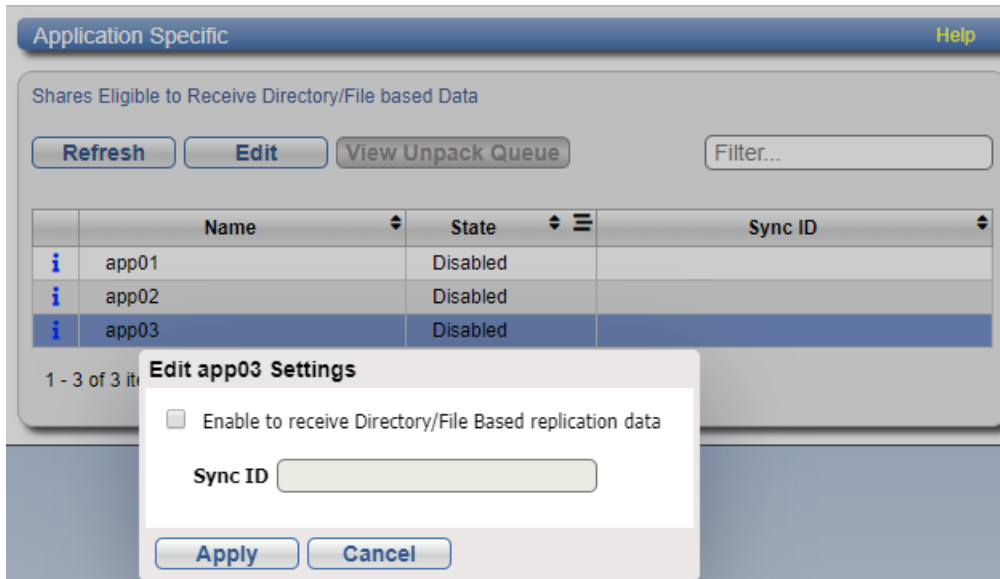 Application Specific Help
Shares Eligible to Receive Directory/File based Data
Refresh Edit View Unpack Queue Filter...
Name State Sync ID
i app01 Disabled
i app02 Disabled
i app03 Disabled
1 - 3 of 3
Edit app03 Settings
Enable to receive Directory/File Based replication data
Sync ID
Apply Cancel